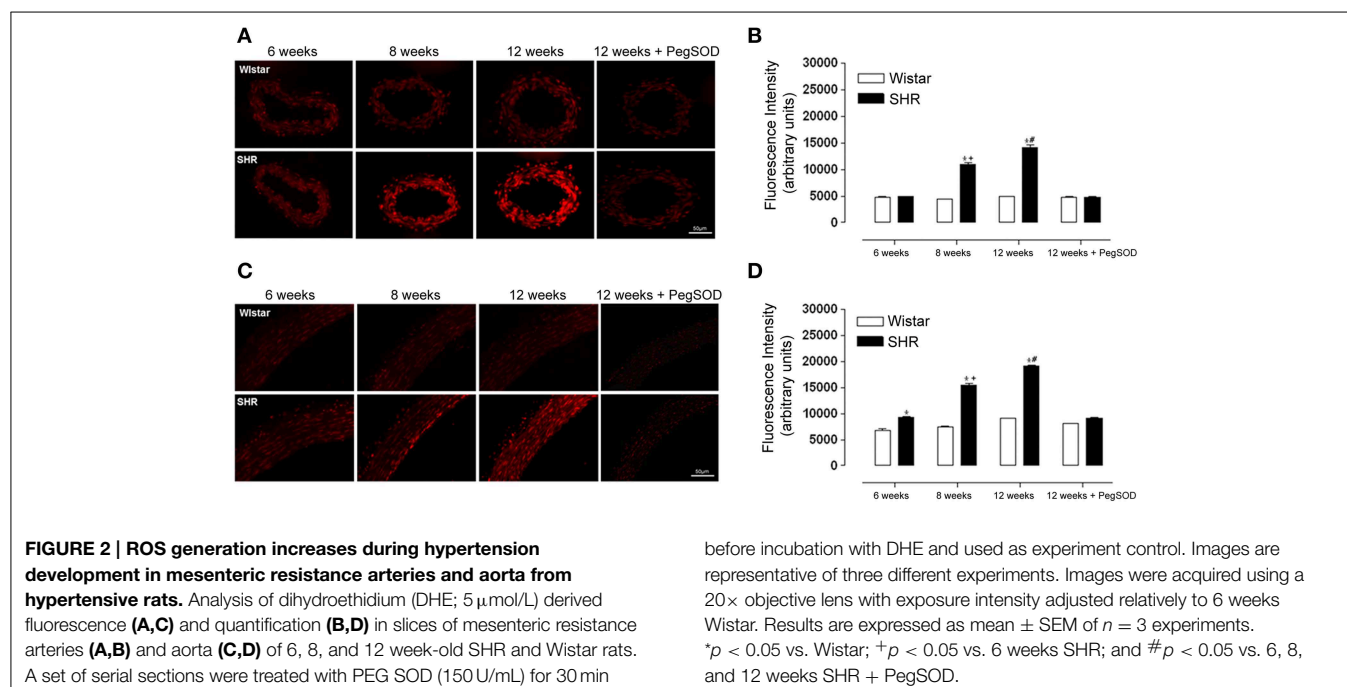 A
6 weeks 8 weeks 12 weeks 12 weeks + PegSOD
WIstar
SHR
50μm
B
Fluorescence Intensity
(arbitrary units)
30000
25000
20000
15000
10000
5000
0
Wistar
SHR
*+
*#
6 weeks 8 weeks 12 weeks 12 weeks + PegSOD
C
6 weeks 8 weeks 12 weeks 12 weeks + PegSOD
WIstar
SHR
50μm
D
Fluorescence Intensity
(arbitrary units)
30000
25000
20000
15000
10000
5000
0
Wistar
SHR
*
*+
*#
6 weeks 8 weeks 12 weeks 12 weeks + PegSOD
FIGURE 2 | ROS generation increases during hypertension
development in mesenteric resistance arteries and aorta from
hypertensive rats. Analysis of dihydroethidium (DHE; 5 μmol/L) derived
fluorescence (A,C) and quantification (B,D) in slices of mesenteric resistance
arteries (A,B) and aorta (C,D) of 6, 8, and 12 week-old SHR and Wistar rats.
A set of serial sections were treated with PEG SOD (150 U/mL) for 30 min
before incubation with DHE and used as experiment control. Images are
representative of three different experiments. Images were acquired using a
20× objective lens with exposure intensity adjusted relatively to 6 weeks
Wistar. Results are expressed as mean ± SEM of n = 3 experiments.
*p < 0.05 vs. Wistar; +p < 0.05 vs. 6 weeks SHR; and #p < 0.05 vs. 6, 8,
and 12 weeks SHR + PegSOD.